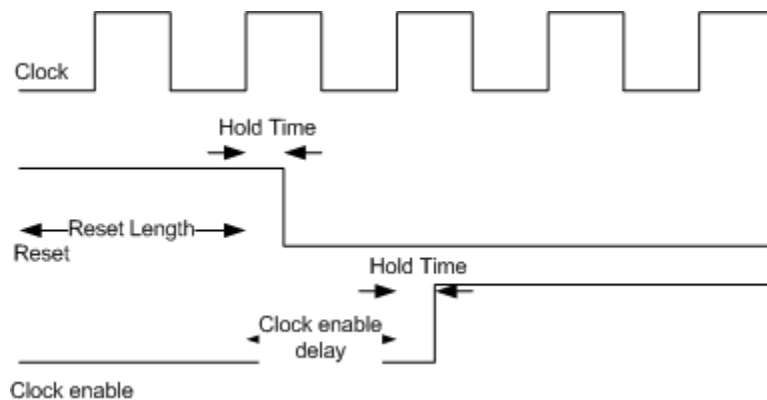 Clock
Hold Time
Reset Length
Reset
Hold Time
Clock enable
delay
Clock enable